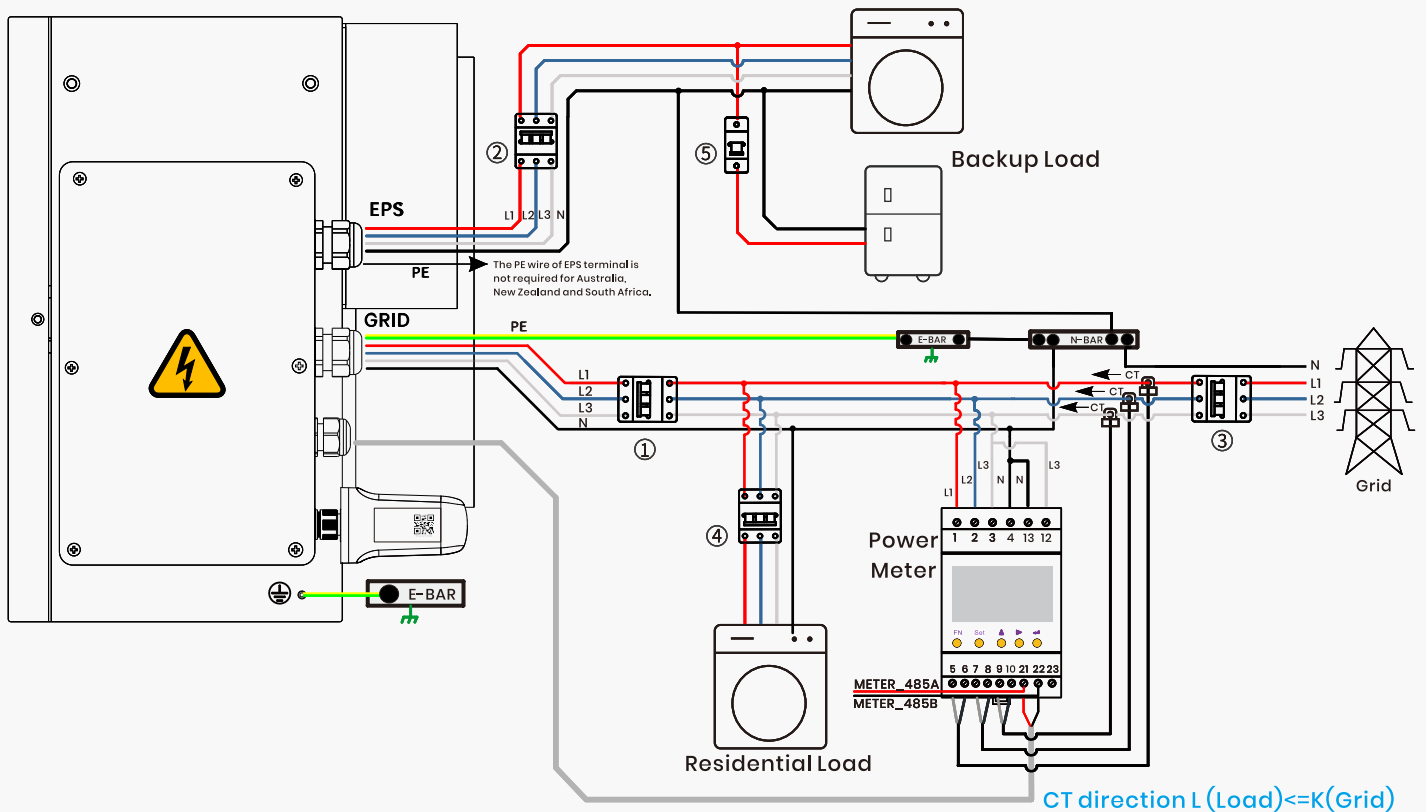 ②
⑤
Backup Load
EPS
L1 L2 L3 N
PE
The PE wire of EPS terminal is
not required for Australia,
New Zealand and South Africa.
GRID
PE
E-BAR
N-BAR
N
L1
L2
L3
CT
CT
CT
L1
L2
L3
N
①
③
Grid
L1
L2
L3
N
N
L3
④
Power
Meter
1 2 3 4 13 12
FN Set
5 6 7 8 9 10 21 22 23
E-BAR
METER_485A
METER_485B
Residential Load
CT direction L (Load)<=K(Grid)